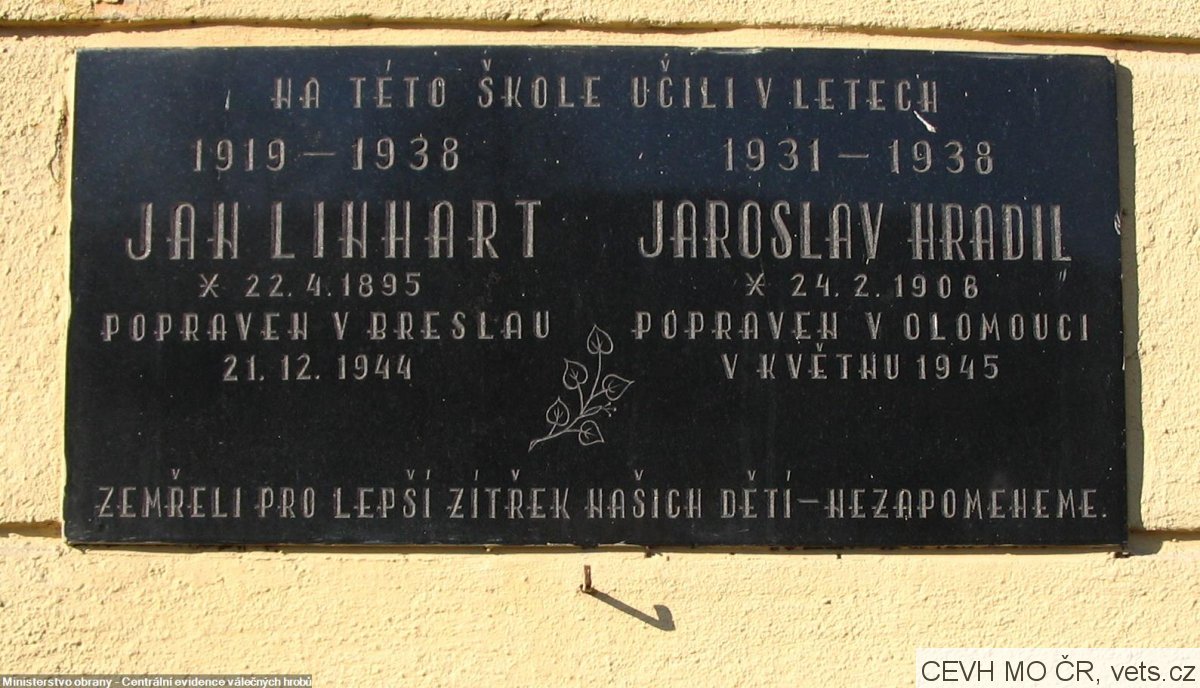 NA TÉTO ŠKOLE UČILI V LETECH
1919 – 1938
JAN LINHART
* 22. 4. 1895
POPRAVEN V BRESLAU
21. 12. 1944
1931 – 1938
JAROSLAV HRADIL
* 24. 2. 1906
POPRAVEN V OLOMOUCI
V KVĚTNU 1945
ZEMŘELI PRO LEPŠÍ ZÍTŘEK NAŠICH DĚTÍ – NEZAPOMENEME.
Ministerstvo obrany - Centrální evidence válečných hrobů
CEVH MO ČR, vets.cz